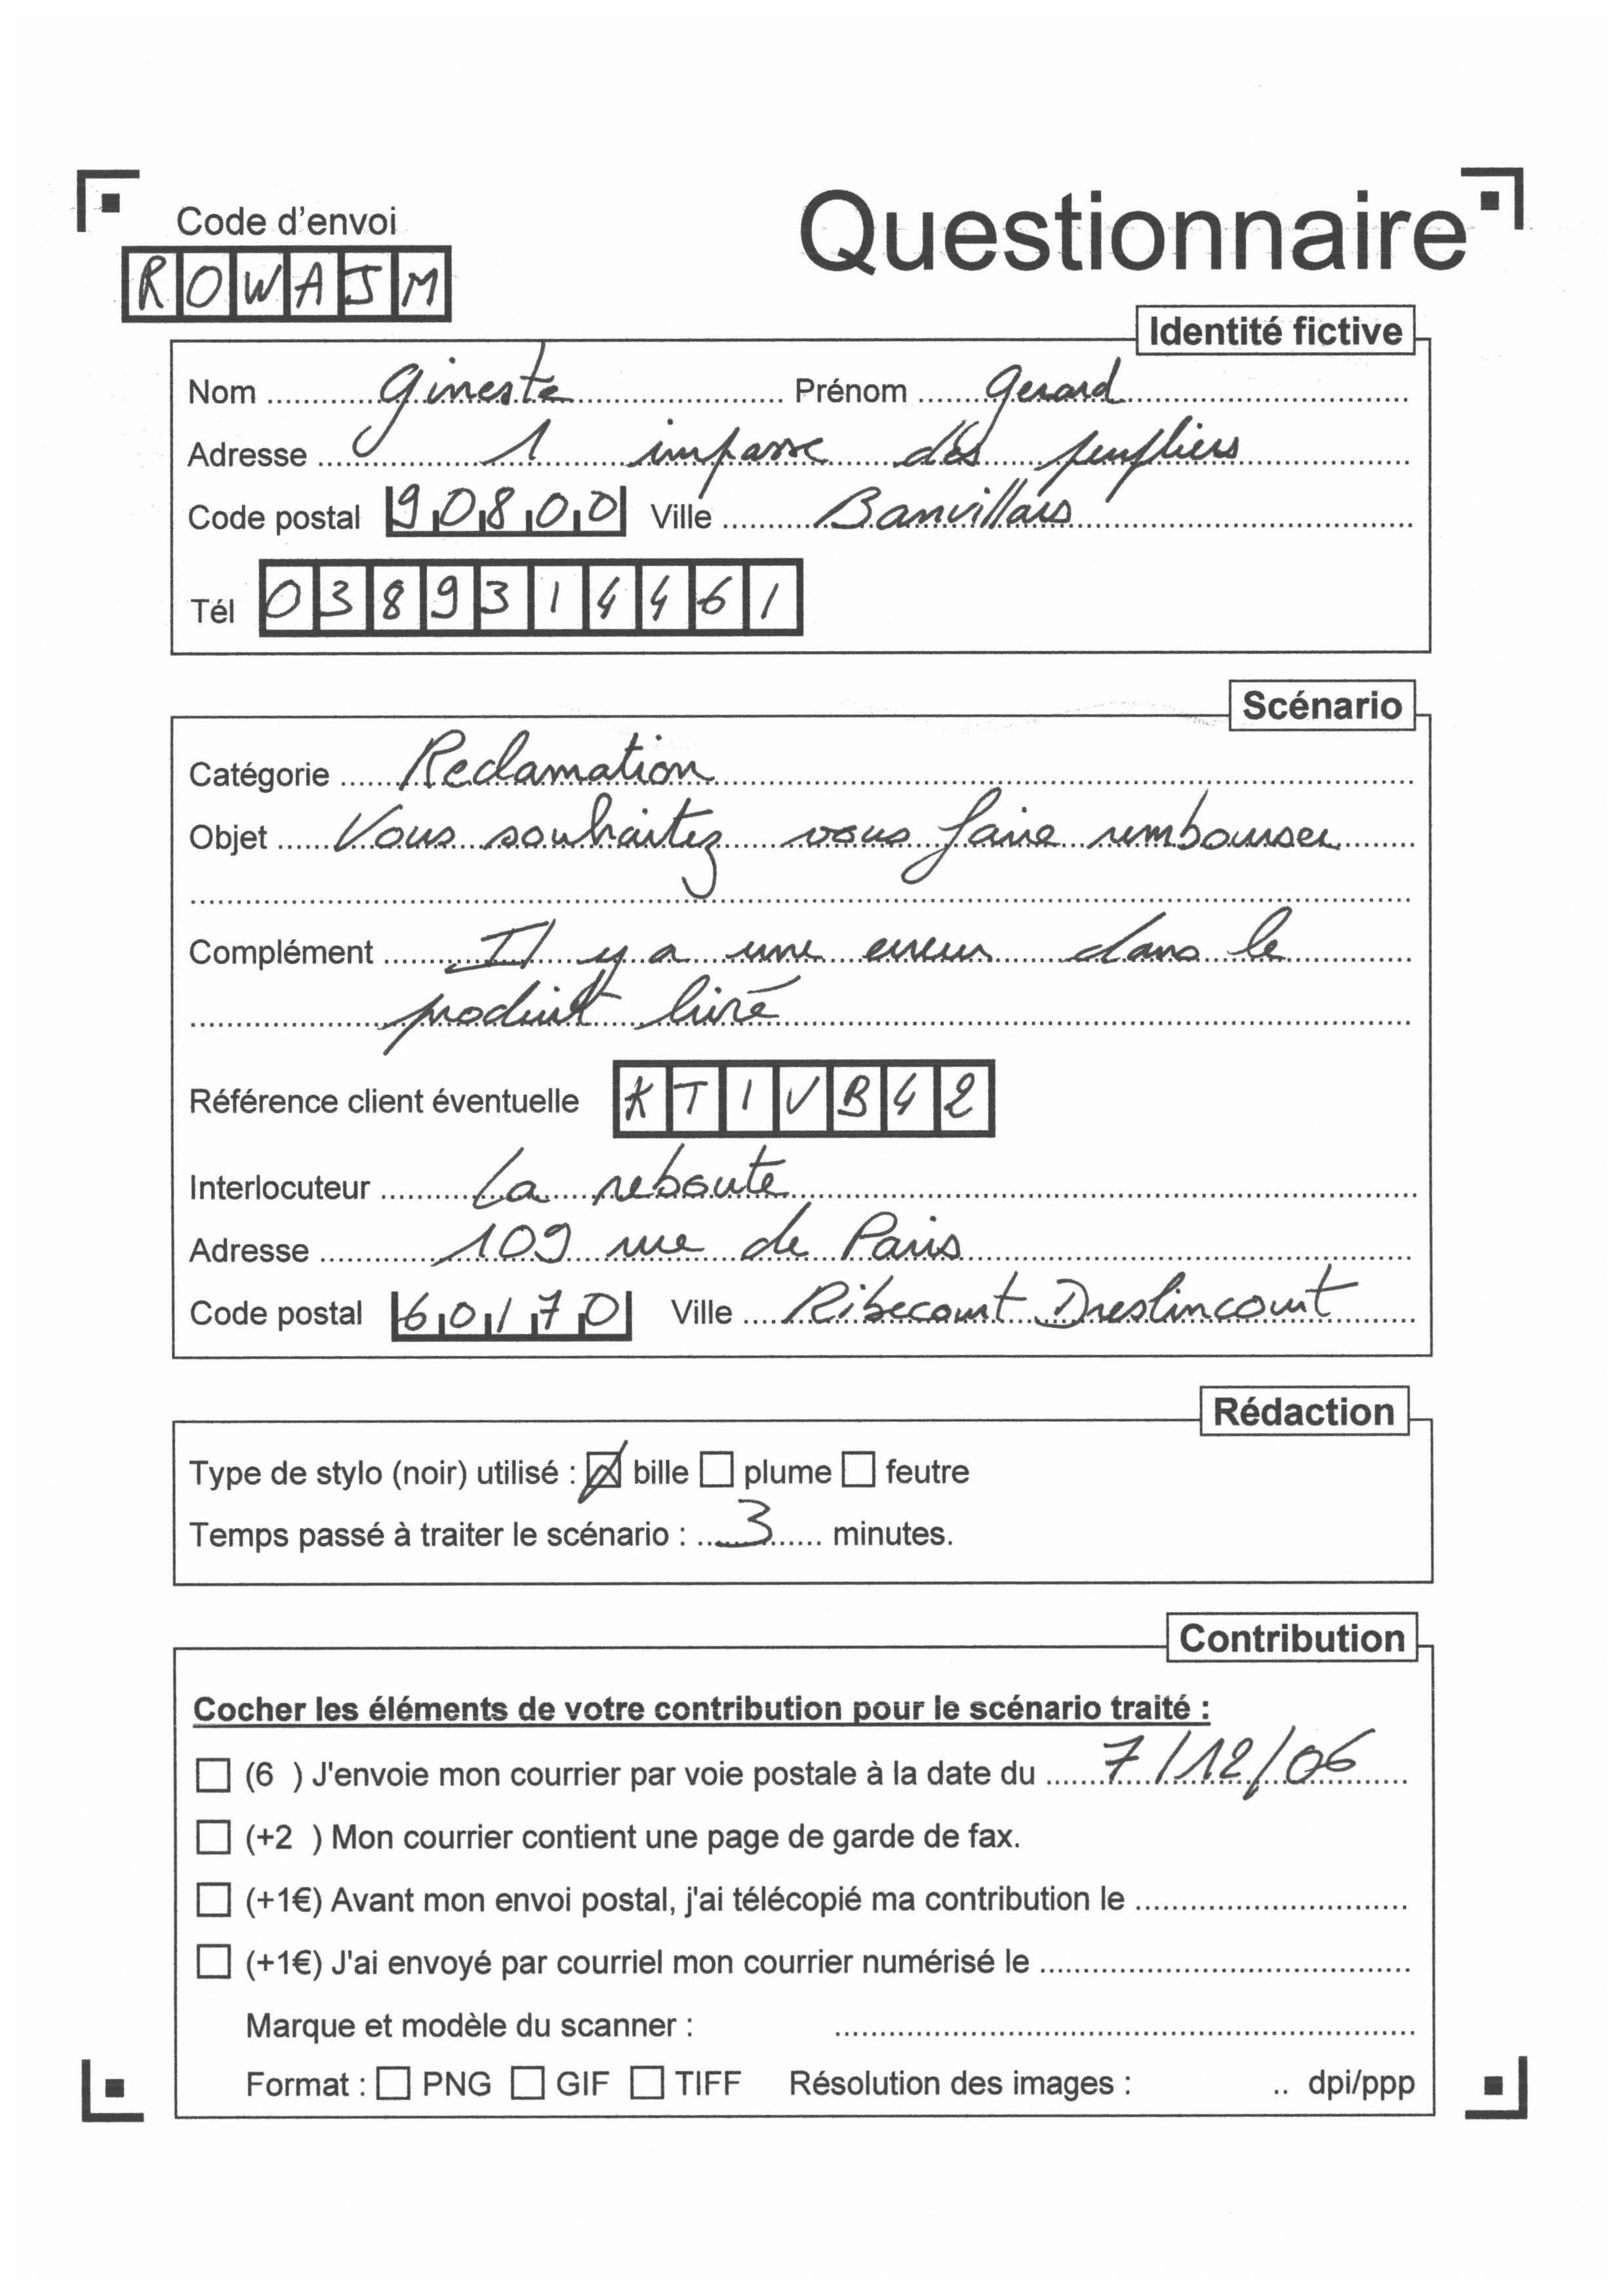 Code d'envoi
Questionnaire
ROWAJM
Identité fictive
Nom Gineste Prénom Gerard
Adresse 1 impasse des peupliers
Code postal 90800 Ville Banvillars
Tél 0389314461
Scénario
Catégorie Reclamation
Objet Vous souhaitez vous faire rembourser
Complément Il y a une erreur dans le
produit livré
Référence client éventuelle KTIVB42
Interlocuteur La reboute
Adresse 109 rue de Paris
Code postal 60170 Ville Ribecourt Dreslincourt
Rédaction
Type de stylo (noir) utilisé : bille plume feutre
Temps passé à traiter le scénario : 3 minutes.
Contribution
Cocher les éléments de votre contribution pour le scénario traité :
(6 ) J'envoie mon courrier par voie postale à la date du 7/12/06
(+2 ) Mon courrier contient une page de garde de fax.
(+1€) Avant mon envoi postal, j'ai télécopié ma contribution le
(+1€) J'ai envoyé par courriel mon courrier numérisé le
Marque et modèle du scanner :
Format : PNG GIF TIFF Résolution des images : .. dpi/ppp